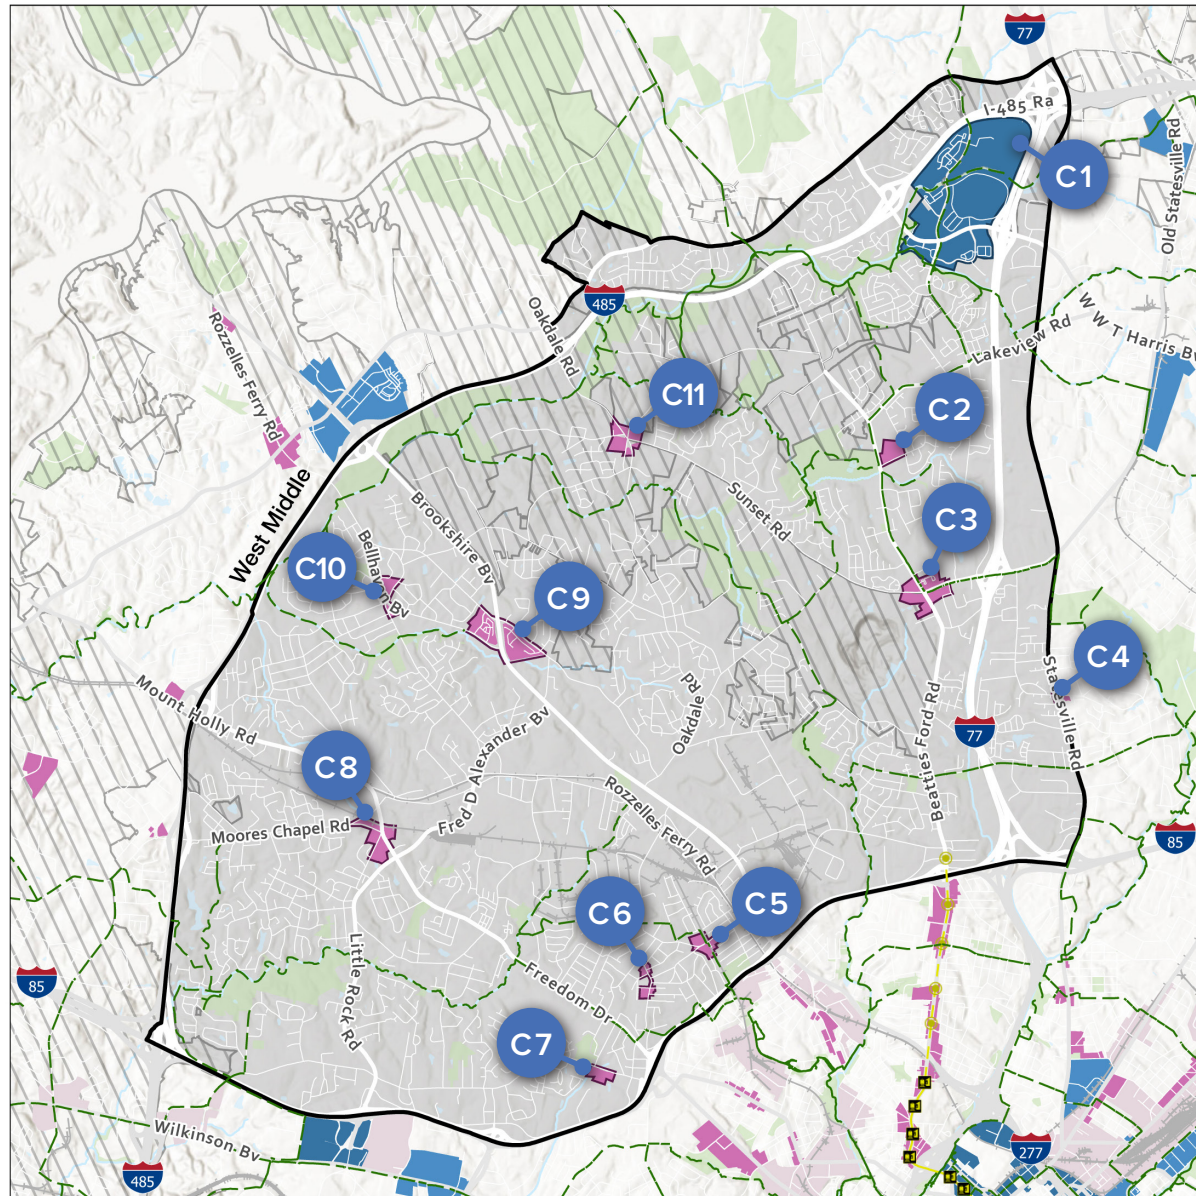 77
I-485 Ra
C1
Old Statesville Rd
485
Oakdale Rd
W W T Harris Bv
Lakeview Rd
Rozzelles Ferry Rd
C11
C2
West Middle
Brookshire Bv
Sunset Rd
C3
Bellhaven Bv
C10
C9
C4
Statesville Rd
Mount Holly Rd
Oakdale Rd
Beatties Ford Rd
77
Fred D Alexander Bv
C8
Rozzelles Ferry Rd
Moores Chapel Rd
85
C6
C5
Little Rock Rd
Freedom Dr
85
C7
Wilkinson Bv
277
485